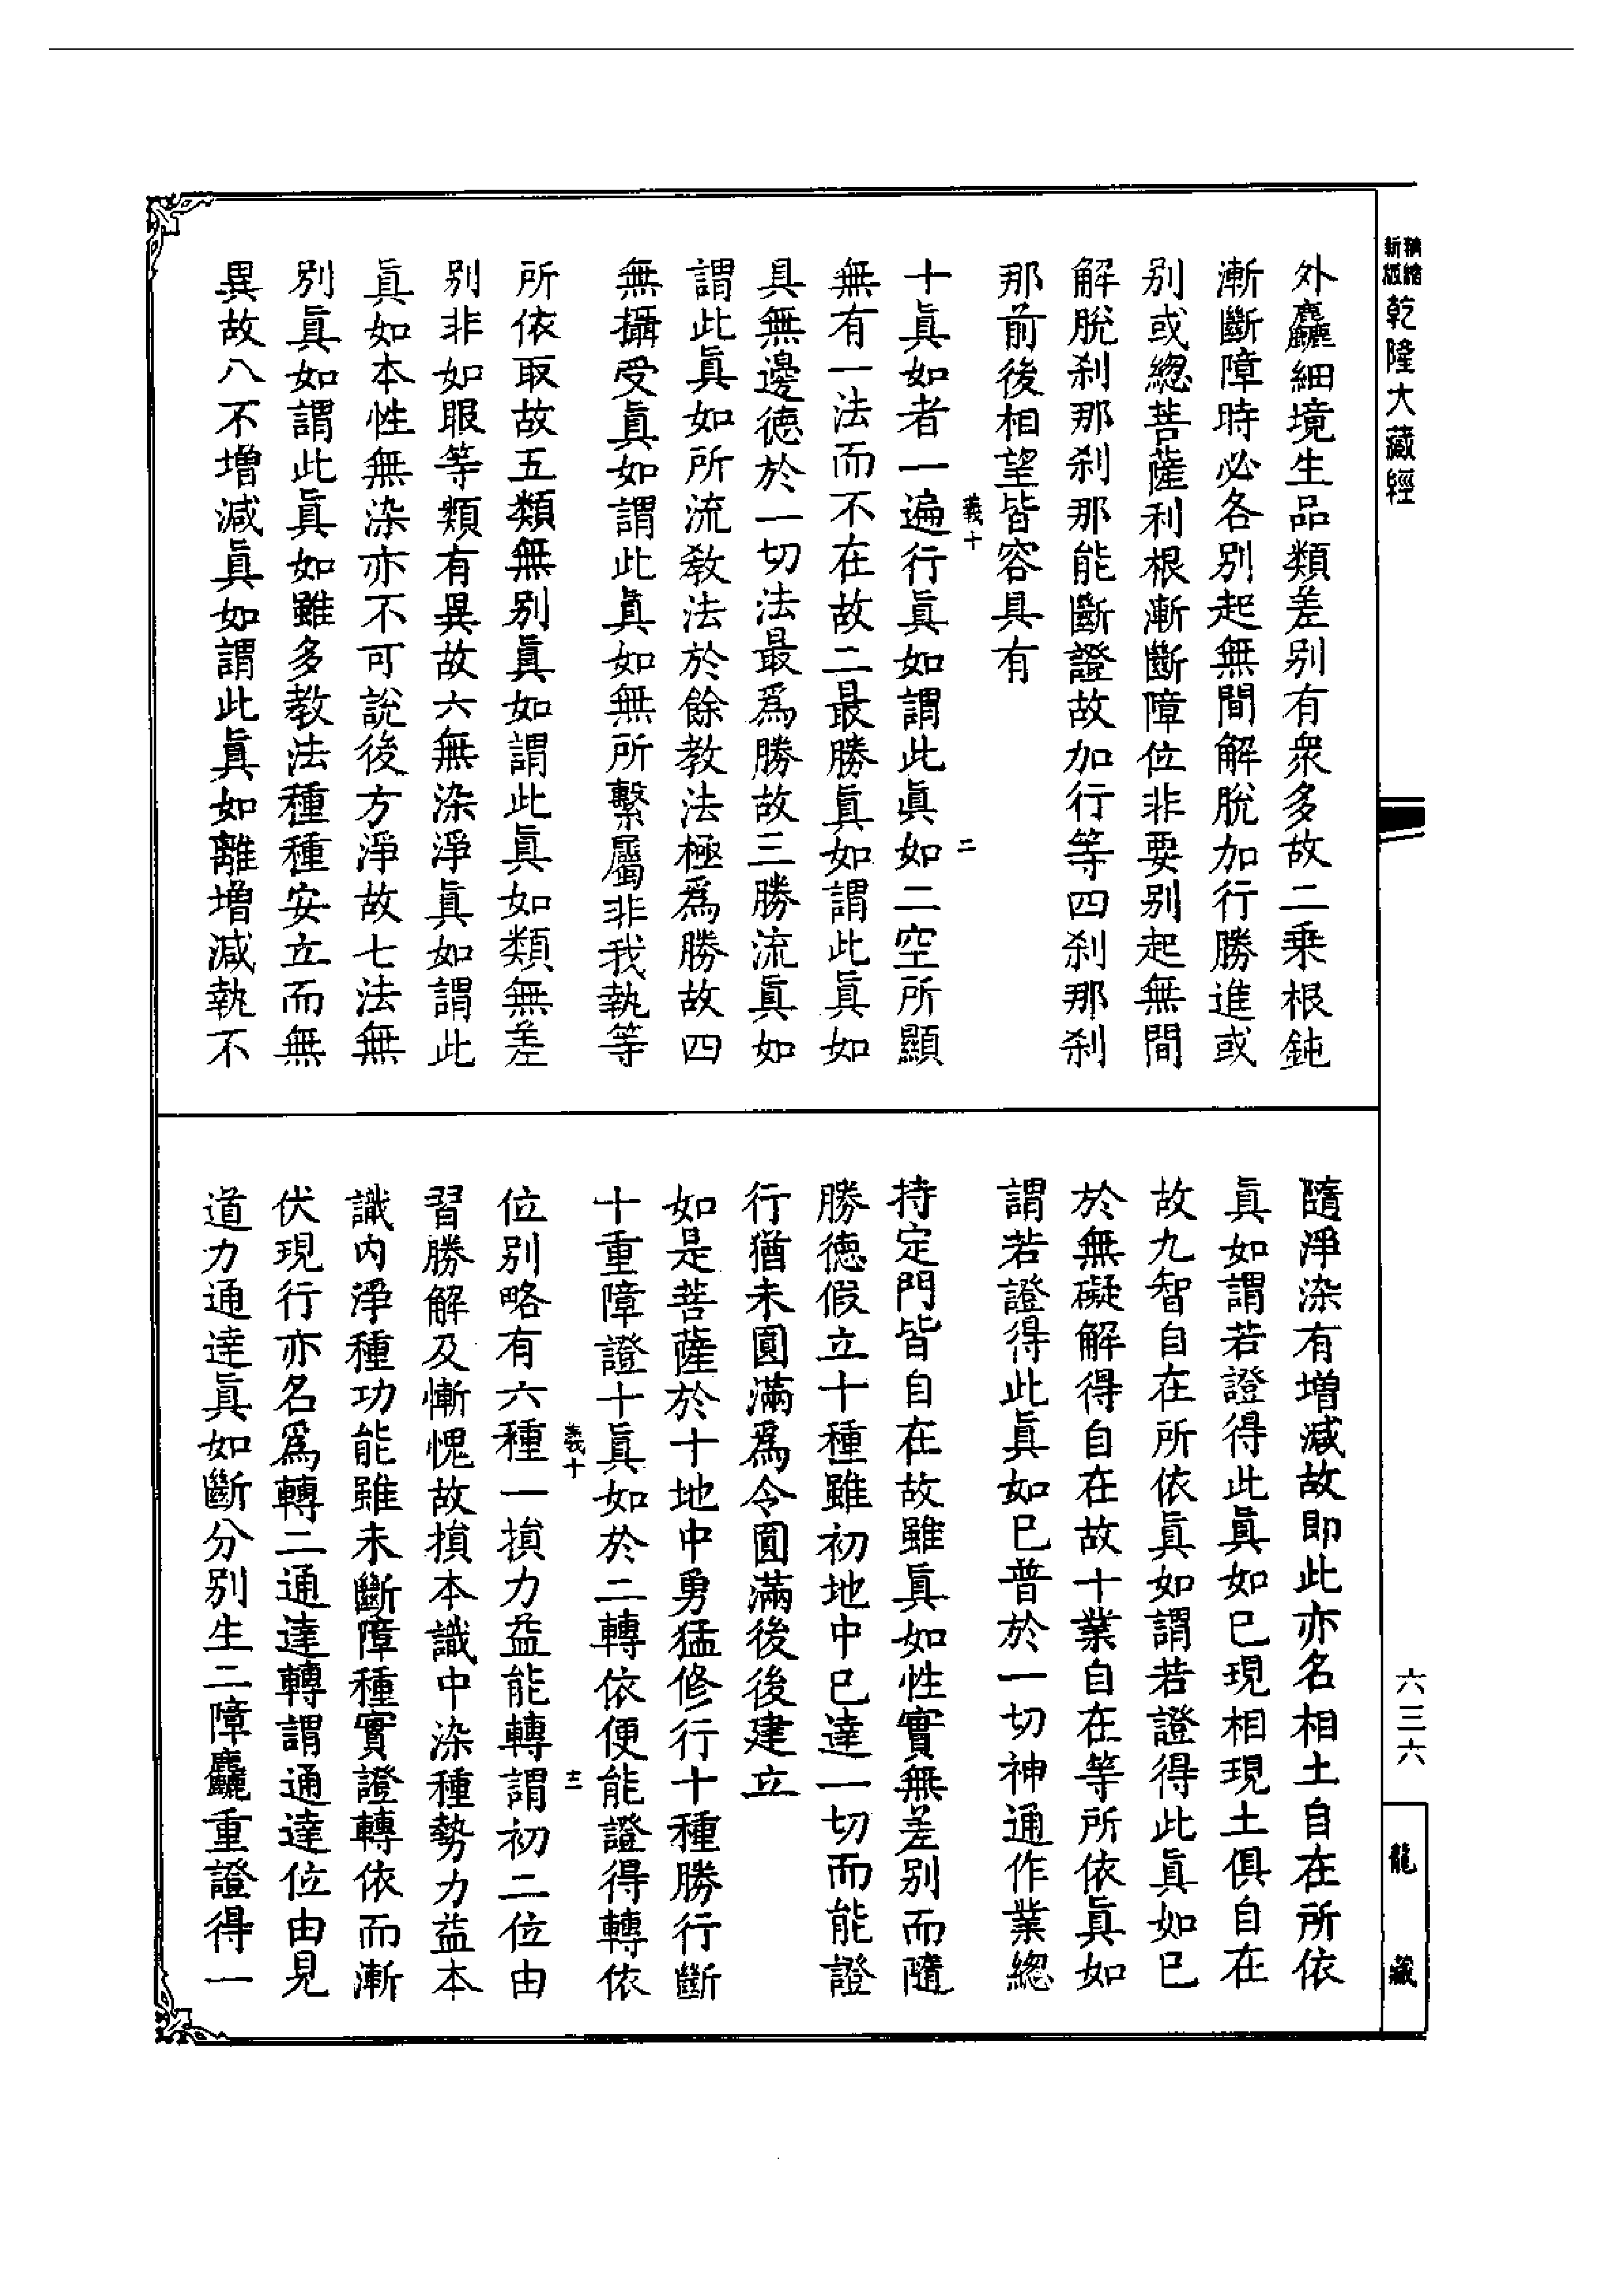 精縮新版乾隆大藏經
外麤細境生品類差別有衆多故二乘根鈍
漸斷障時必各別起無間解脫加行勝進或
別或總菩薩利根漸斷障位非要別起無間
解脫刹那刹那能斷證故加行等四刹那刹
那前後相望皆容具有
十眞如者一遍行眞如謂此眞如二空所顯
無有一法而不在故二最勝眞如謂此眞如
具無邊德於一切法最爲勝故三勝流眞如
謂此眞如所流教法於餘教法極爲勝故四
無攝受眞如謂此眞如無所繫屬非我執等
所依取故五類無別眞如謂此眞如類無差
別非如眼等類有異故六無染淨眞如謂此
眞如本性無染亦不可說後方淨故七法無
別眞如謂此眞如雖多教法種種安立而無
異故八不增減眞如謂此眞如離增減執不
義十
二
六三六
龍藏
隨淨染有增減故即此亦名相土自在所依
眞如謂若證得此眞如已現相現土俱自在
故九智自在所依眞如謂若證得此眞如已
於無礙解得自在故十業自在等所依眞如
謂若證得此眞如已普於一切神通作業總
持定門皆自在故雖眞如性實無差別而隨
勝德假立十種雖初地中已達一切而能證
行猶未圓滿爲令圓滿後後建立
如是菩薩於十地中勇猛修行十種勝行斷
十重障證十眞如於二轉依便能證得轉依
位別略有六種一損力益能轉謂初二位由
習勝解及慚愧故損本識中染種勢力益本
識內淨種功能雖未斷障種實證轉依而漸
伏現行亦名爲轉二通達轉謂通達位由見
道力通達眞如斷分別生二障麤重證得一
義十